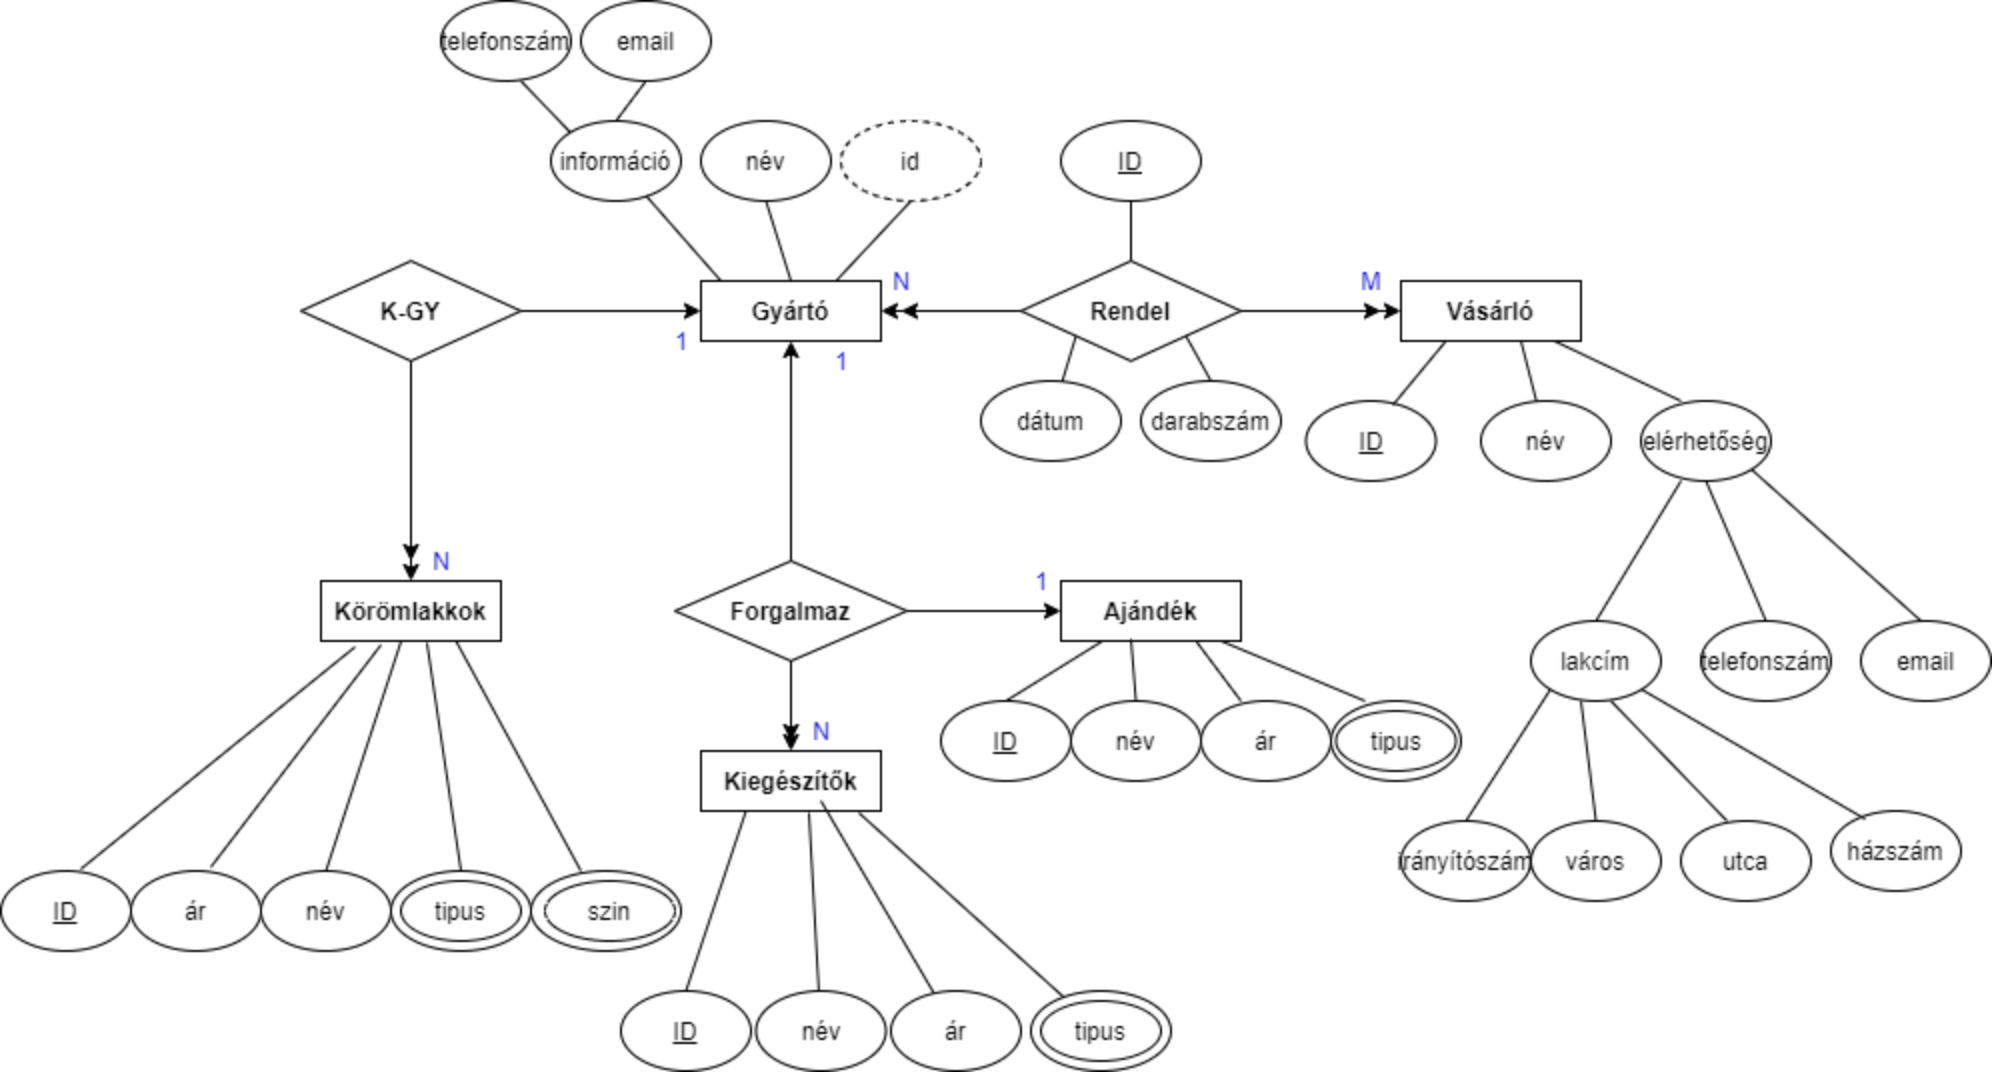 telefonszám
email
információ
név
id
ID
K-GY
Gyártó
N
Rendel
M
Vásárló
1
1
dátum
darabszám
ID
név
elérhetőség
N
1
Körömlakkok
Forgalmaz
Ajándék
lakcím
telefonszám
email
N
ID
név
ár
tipus
Kiegészítők
irányítószám
város
utca
házszám
ID
ár
név
tipus
szin
ID
név
ár
tipus